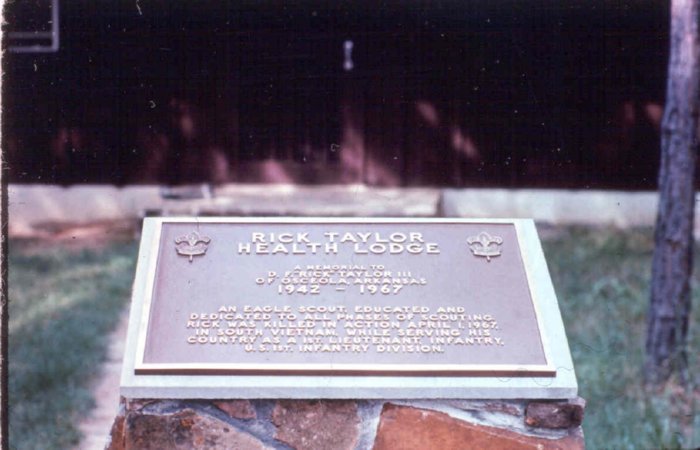 RICK TAYLOR
HEALTH LODGE
A MEMORIAL TO
D. F. "RICK" TAYLOR III
OF OSCEOLA, ARKANSAS
1942 - 1967
AN EAGLE SCOUT, EDUCATED AND
DEDICATED TO ALL PHASES OF SCOUTING.
RICK WAS KILLED IN ACTION APRIL 1, 1967,
IN SOUTH VIETNAM, WHILE SERVING HIS
COUNTRY AS A 1ST. LIEUTENANT, INFANTRY,
U.S. 1ST. INFANTRY DIVISION.